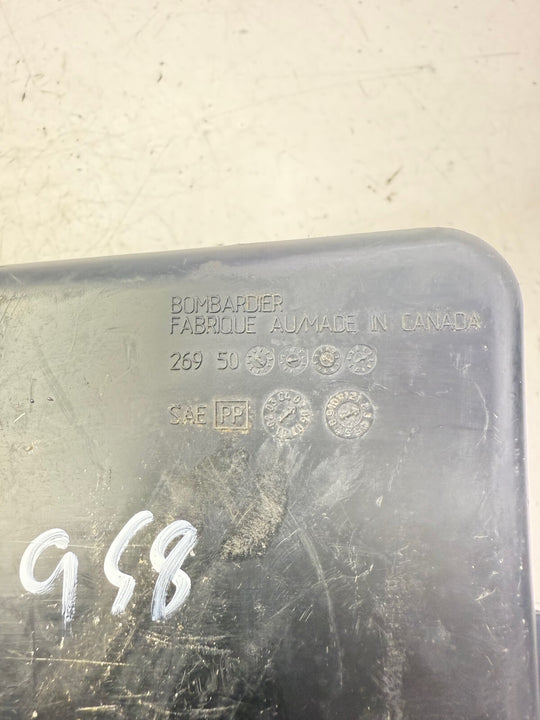 BOMBARDIER
FABRIQUE AU/MADE IN CANADA
269 50
SAE PP
958